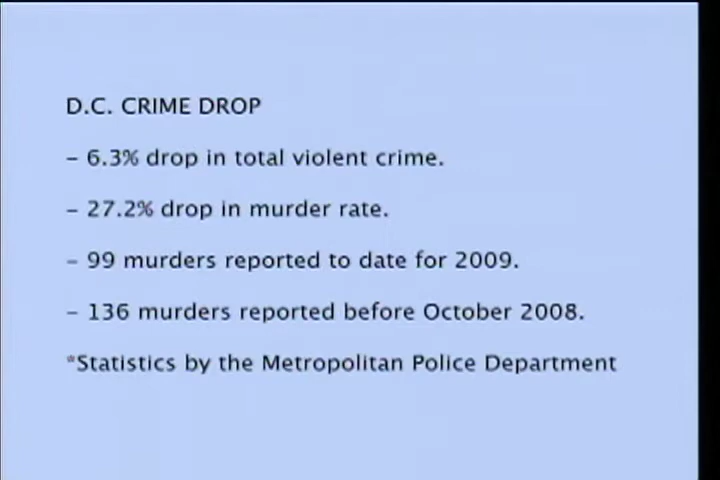 D.C. CRIME DROP
– 6.3% drop in total violent crime.
– 27.2% drop in murder rate.
– 99 murders reported to date for 2009.
– 136 murders reported before October 2008.
*Statistics by the Metropolitan Police Department